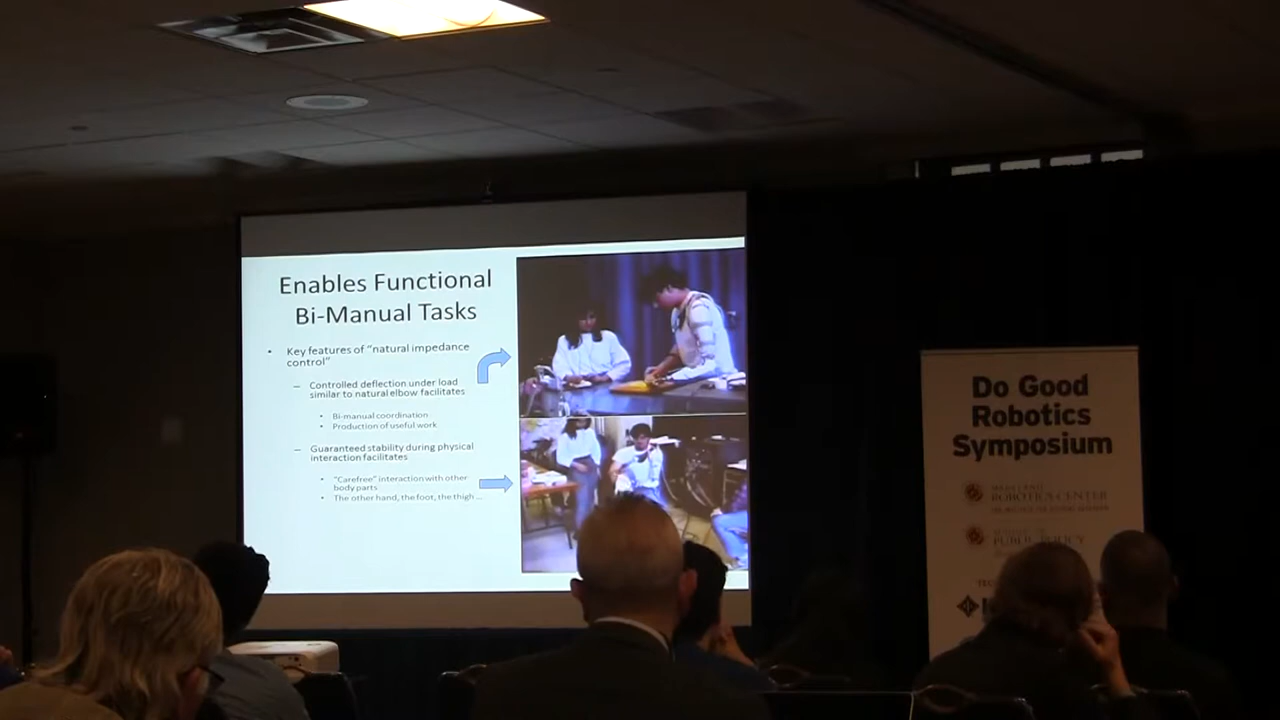 Enables Functional
Bi-Manual Tasks
• Key features of “natural impedance
control”
– Controlled deflection under load
similar to natural elbow facilitates
• Bi-manual coordination
• Production of useful work
– Guaranteed stability during physical
interaction facilitates
• “Carefree” interaction with other
body parts
• The other hand, the foot, the thigh ...
Do Good
Robotics
Symposium
ROBOTICS CENTER
PUBLIC POLICY